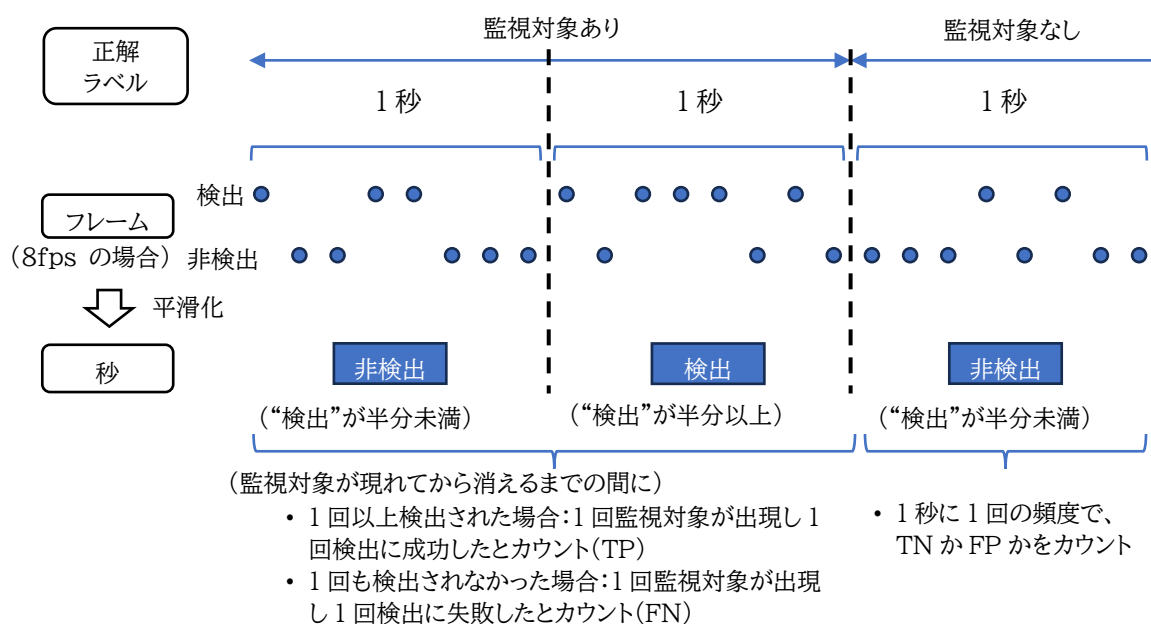 監視対象あり
監視対象なし
正解
ラベル
1秒
1秒
1秒
検出
フレーム
(8fps の場合)
非検出
平滑化
秒
非検出
検出
非検出
(“検出”が半分未満)
(“検出”が半分以上)
(“検出”が半分未満)
(監視対象が現れてから消えるまでの間に)
• 1回以上検出された場合:1回監視対象が出現し1
回検出に成功したとカウント(TP)
• 1回も検出されなかった場合:1回監視対象が出現
し1回検出に失敗したとカウント(FN)
• 1秒に1回の頻度で、
TN か FP かをカウント